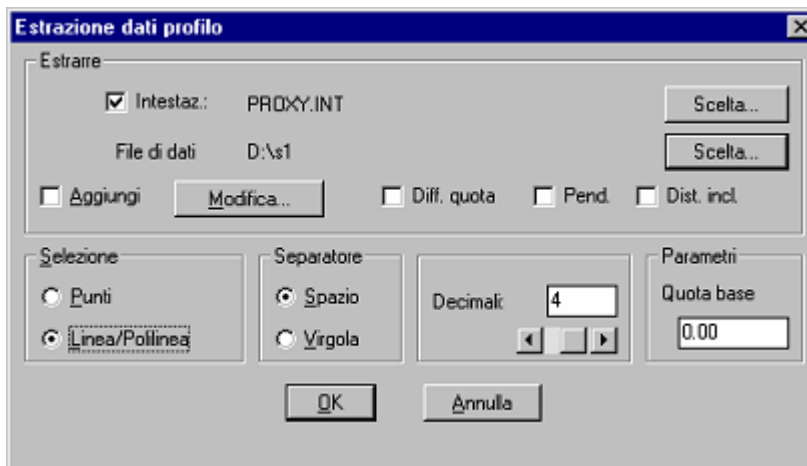 Estrazione dati profilo
Estrarre
Intestaz.: PROXY.INT Scelta...
File di dati D:\s1 Scelta...
Aggiungi Modifica... Diff. quota Pend. Dist. incl.
Selezione Separatore Parametri
Punti Spazio Decimali: 4 Quota base
Linea/Polilinea Virgola 0.00
OK Annulla